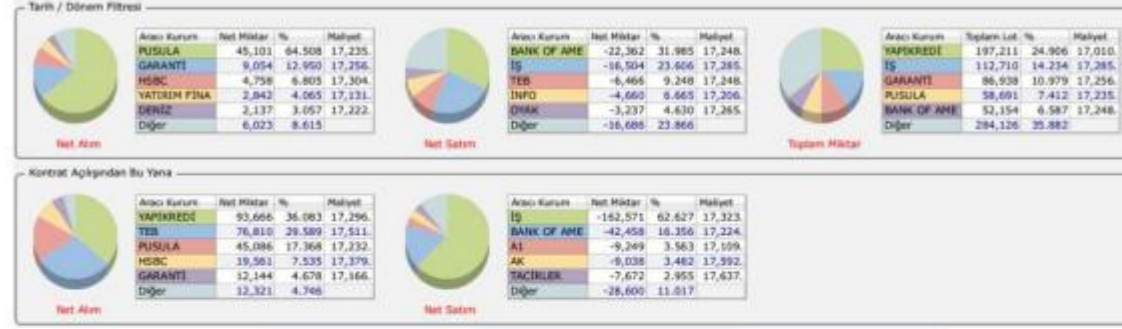 Tarih / Dönem Filtresi
Aracı Kurum Net Miktar % Maliyet
PUSULA 45,101 64.508 17,235.
GARANTİ 9,054 12.950 17,256.
HSBC 4,758 6.805 17,304.
YATIRIM FİNA 2,842 4.065 17,131.
DENİZ 2,137 3.057 17,222.
Diğer 6,023 8.615
Net Alım
Aracı Kurum Net Miktar % Maliyet
BANK OF AME -22,362 31.985 17,248.
İŞ -16,504 23.606 17,285.
TEB -6,466 9.248 17,248.
İNFO -4,660 6.665 17,206.
OYAK -3,237 4.630 17,265.
Diğer -16,686 23.866
Net Satım
Aracı Kurum Toplam Lot % Maliyet
YAPIKREDİ 197,211 24.906 17,010.
İŞ 112,710 14.234 17,285.
GARANTİ 86,938 10.979 17,256.
PUSULA 58,691 7.412 17,235.
BANK OF AME 52,154 6.587 17,248.
Diğer 284,126 35.882
Toplam Miktar
Kontrat Açılışından Bu Yana
Aracı Kurum Net Miktar % Maliyet
YAPIKREDİ 93,666 36.083 17,296.
TEB 76,810 29.589 17,511.
PUSULA 45,086 17.368 17,232.
HSBC 19,561 7.535 17,379.
GARANTİ 12,144 4.678 17,166.
Diğer 12,321 4.746
Net Alım
Aracı Kurum Net Miktar % Maliyet
İŞ -162,571 62.627 17,323.
BANK OF AME -42,458 16.356 17,224.
A1 -9,249 3.563 17,109.
AK -9,038 3.482 17,592.
TACİRLER -7,672 2.955 17,637.
Diğer -28,600 11.017
Net Satım